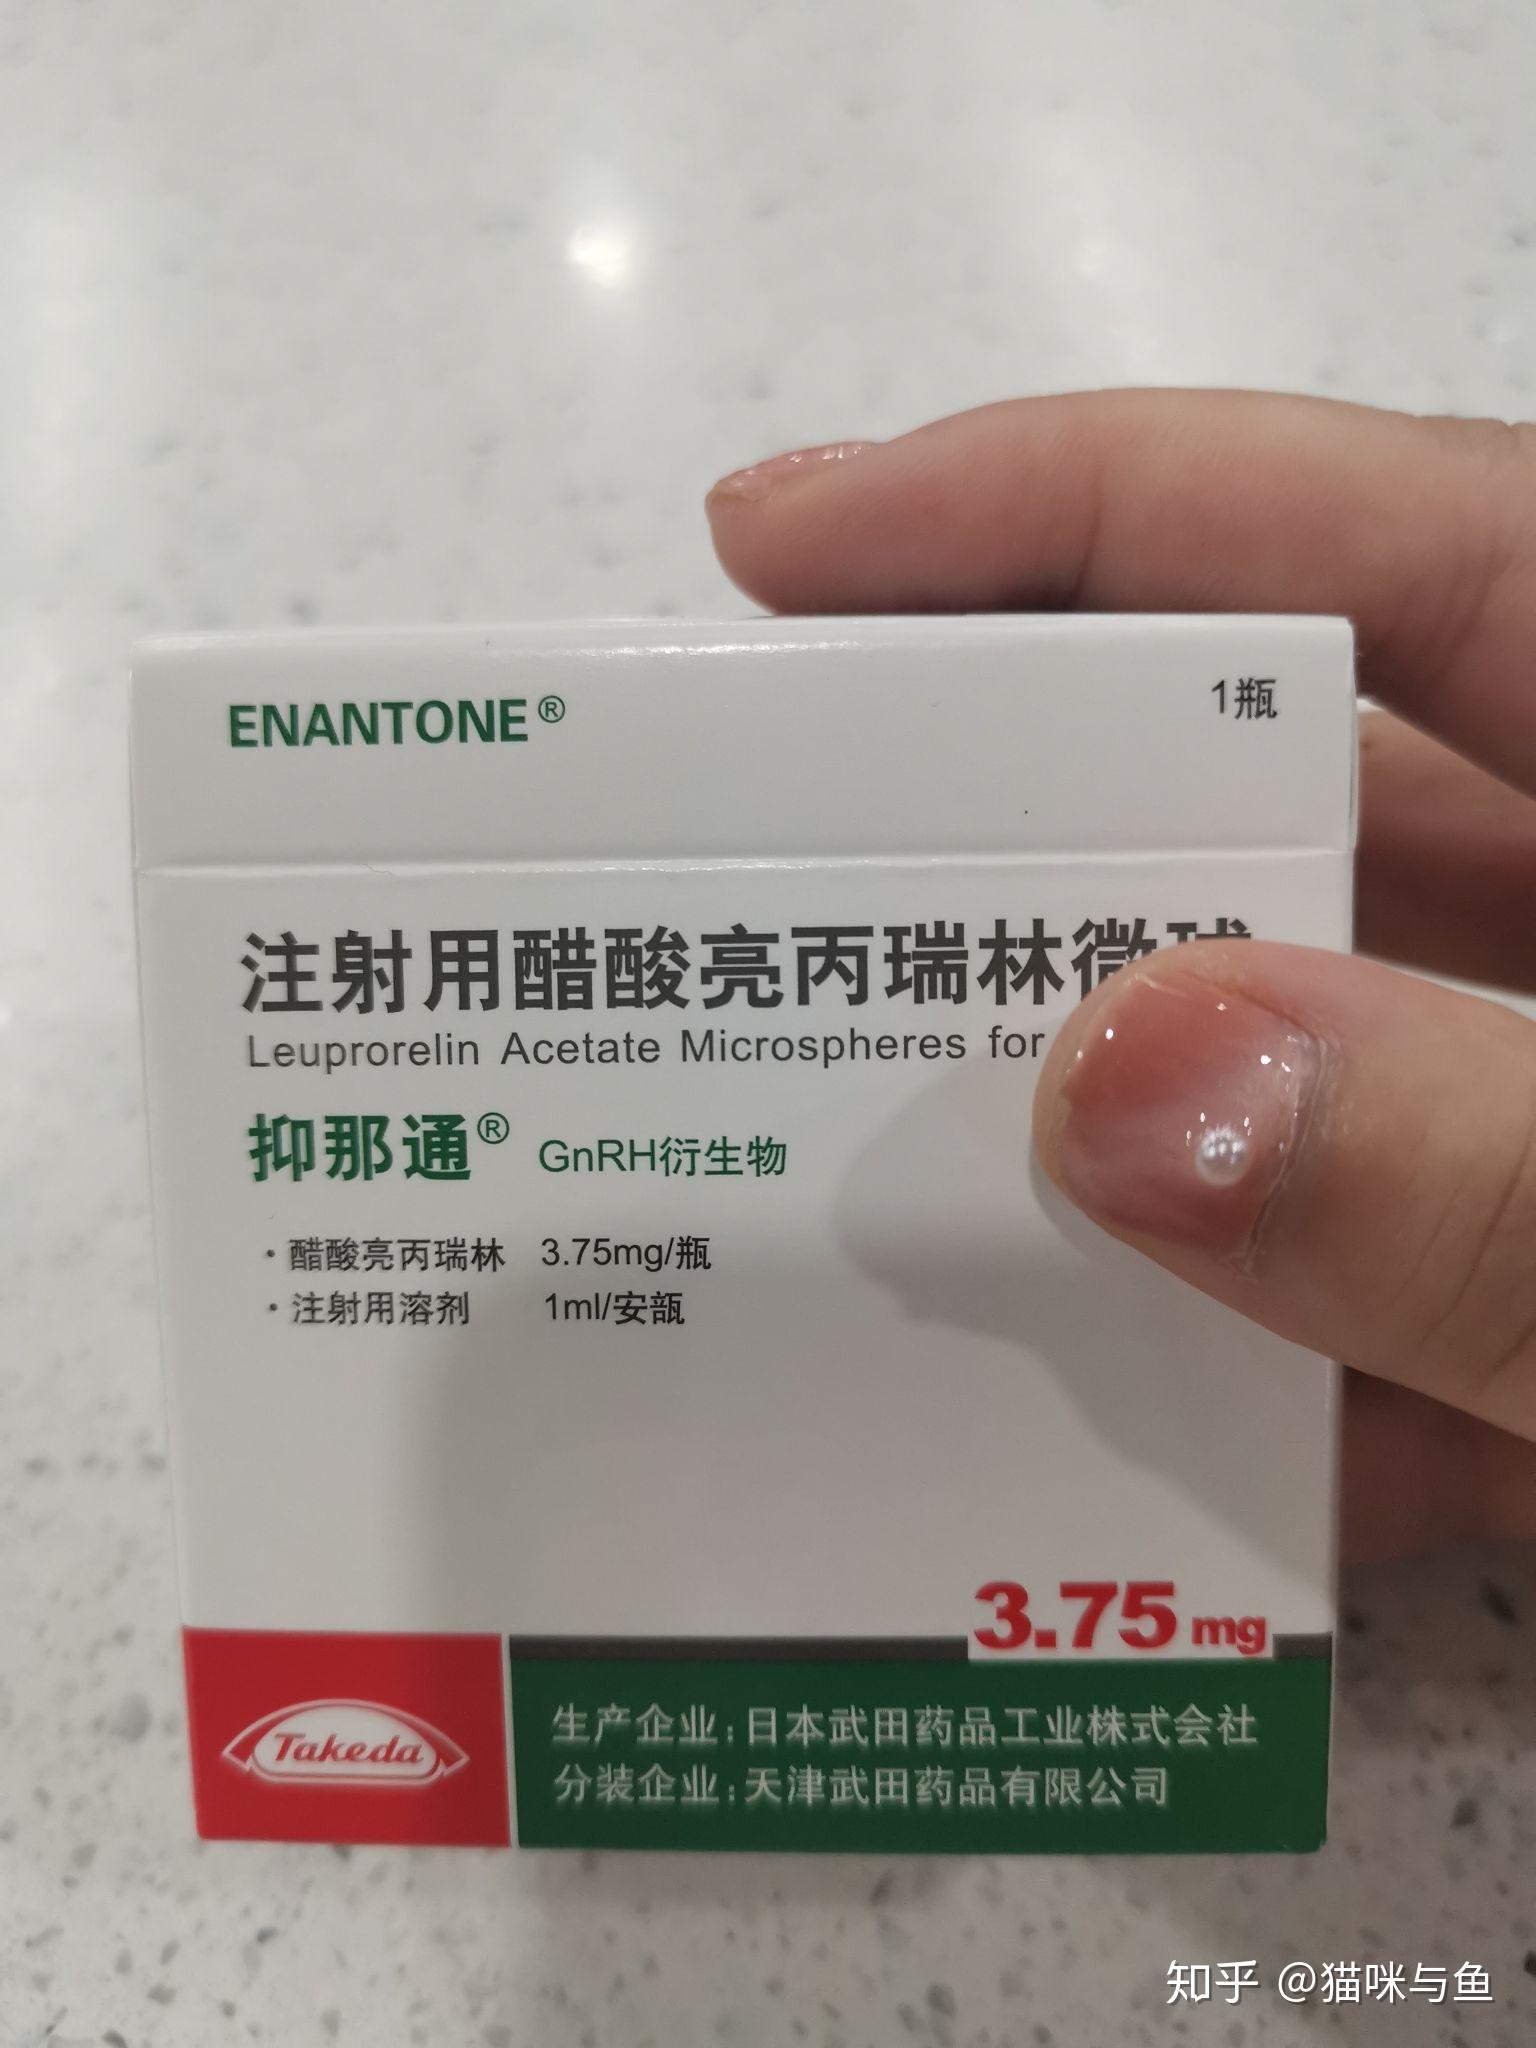 ENANTONE®
1瓶
注射用醋酸亮丙瑞林微球
Leuprorelin Acetate Microspheres for
抑那通® GnRH衍生物
·醋酸亮丙瑞林 3.75mg/瓶
·注射用溶剂 1ml/安瓿
3.75 mg
Takeda
生产企业:日本武田药品工业株式会社
分装企业:天津武田药品有限公司
知乎 @猫咪与鱼